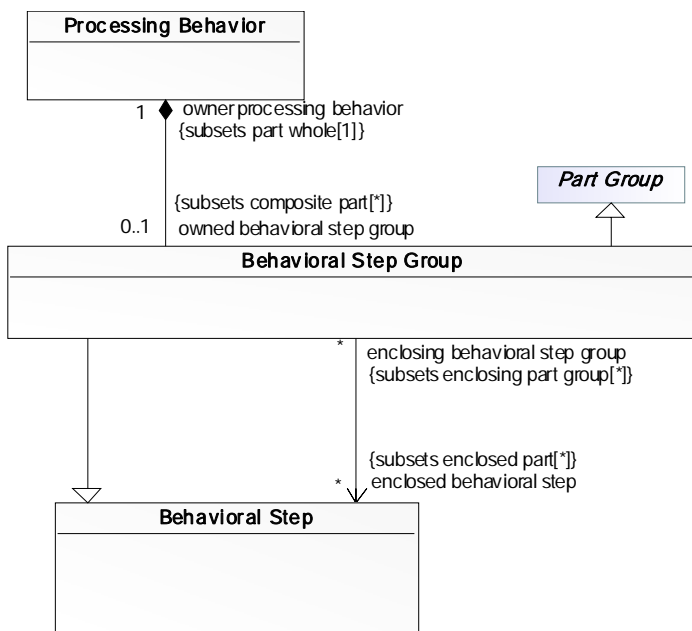 Processing Behavior
1
owner processing behavior
{subsets part whole[1]}
Part Group
{subsets composite part[*]}
0..1
owned behavioral step group
Behavioral Step Group
*
enclosing behavioral step group
{subsets enclosing part group[*]}
{subsets enclosed part[*]}
*
enclosed behavioral step
Behavioral Step